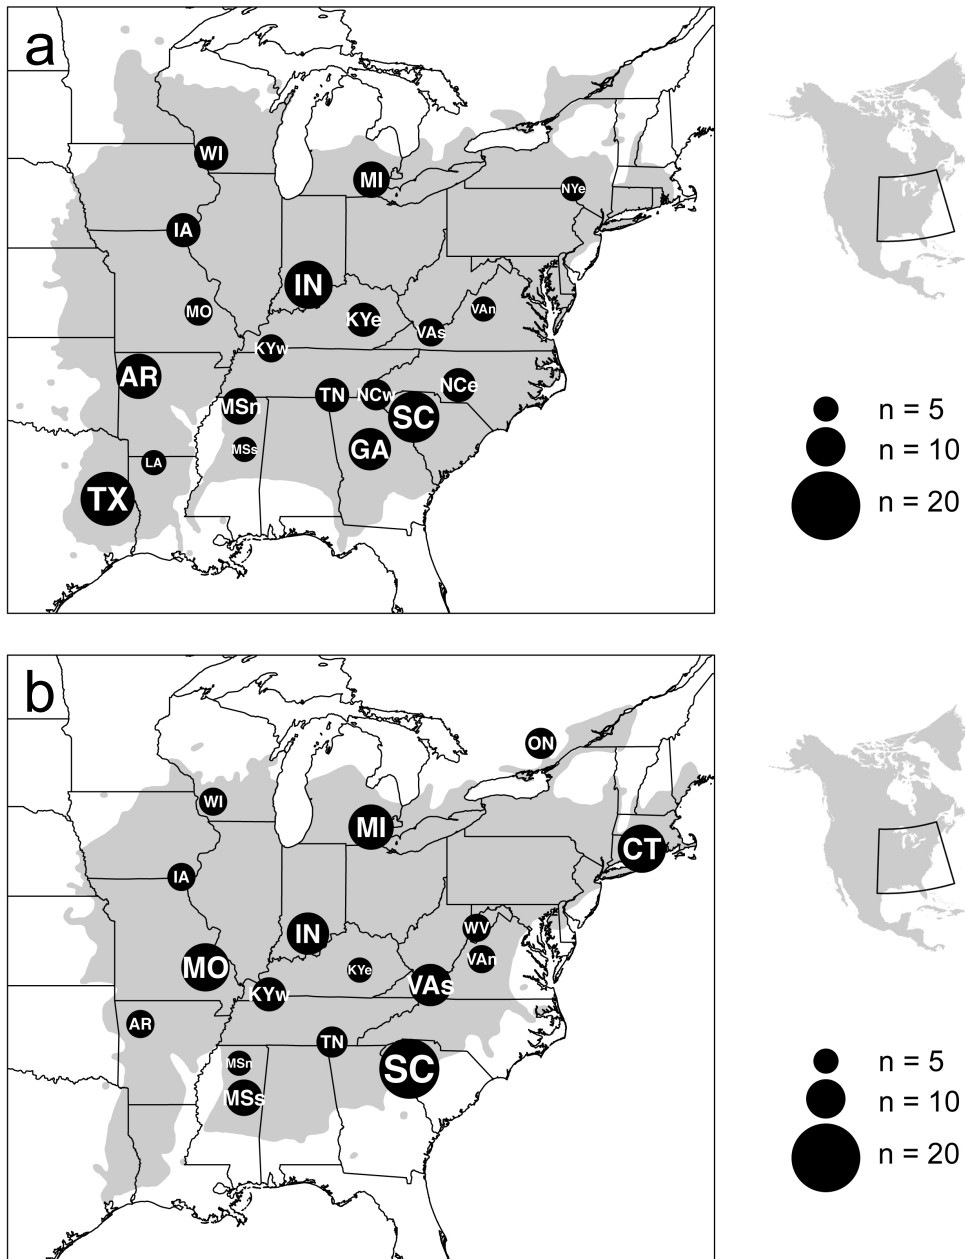 a
WI
MI
NYe
IA
IN
MO
VAn
KYe
VAs
KYw
AR
NCe
TN
NCw
MSn
SC
GA
MSs
LA
TX
n = 5
n = 10
n = 20
b
ON
WI
MI
CT
IA
WV
IN
VAn
MO
KYe
VAs
KYw
AR
TN
MSn
SC
MSs
n = 5
n = 10
n = 20